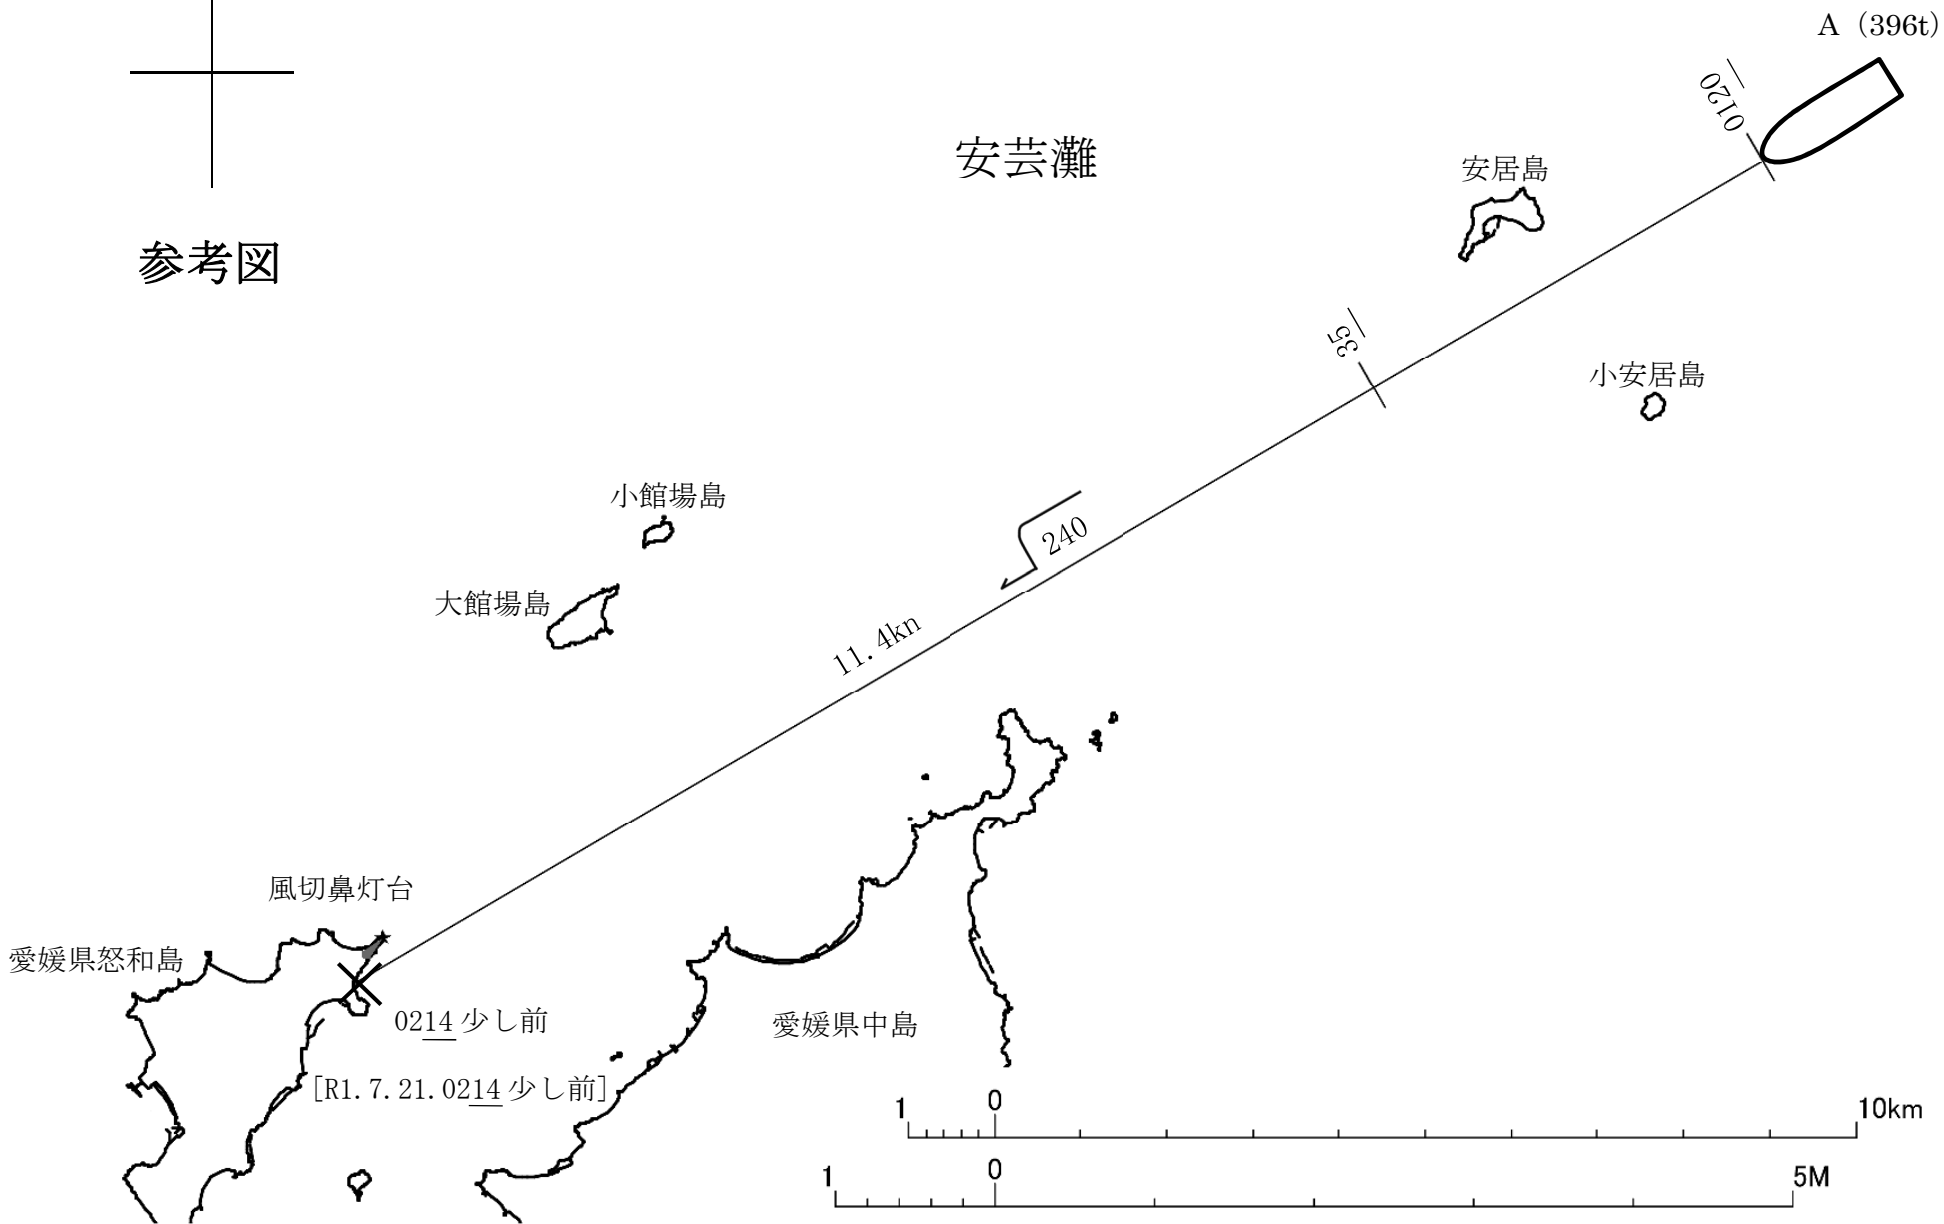 A（396t）
0120
安芸灘
安居島
参考図
35
小安居島
小館場島
240
大館場島
11.4kn
風切鼻灯台
愛媛県怒和島
0214少し前
愛媛県中島
[R1.7.21.0214少し前]
1 0 10km
1 0 5M